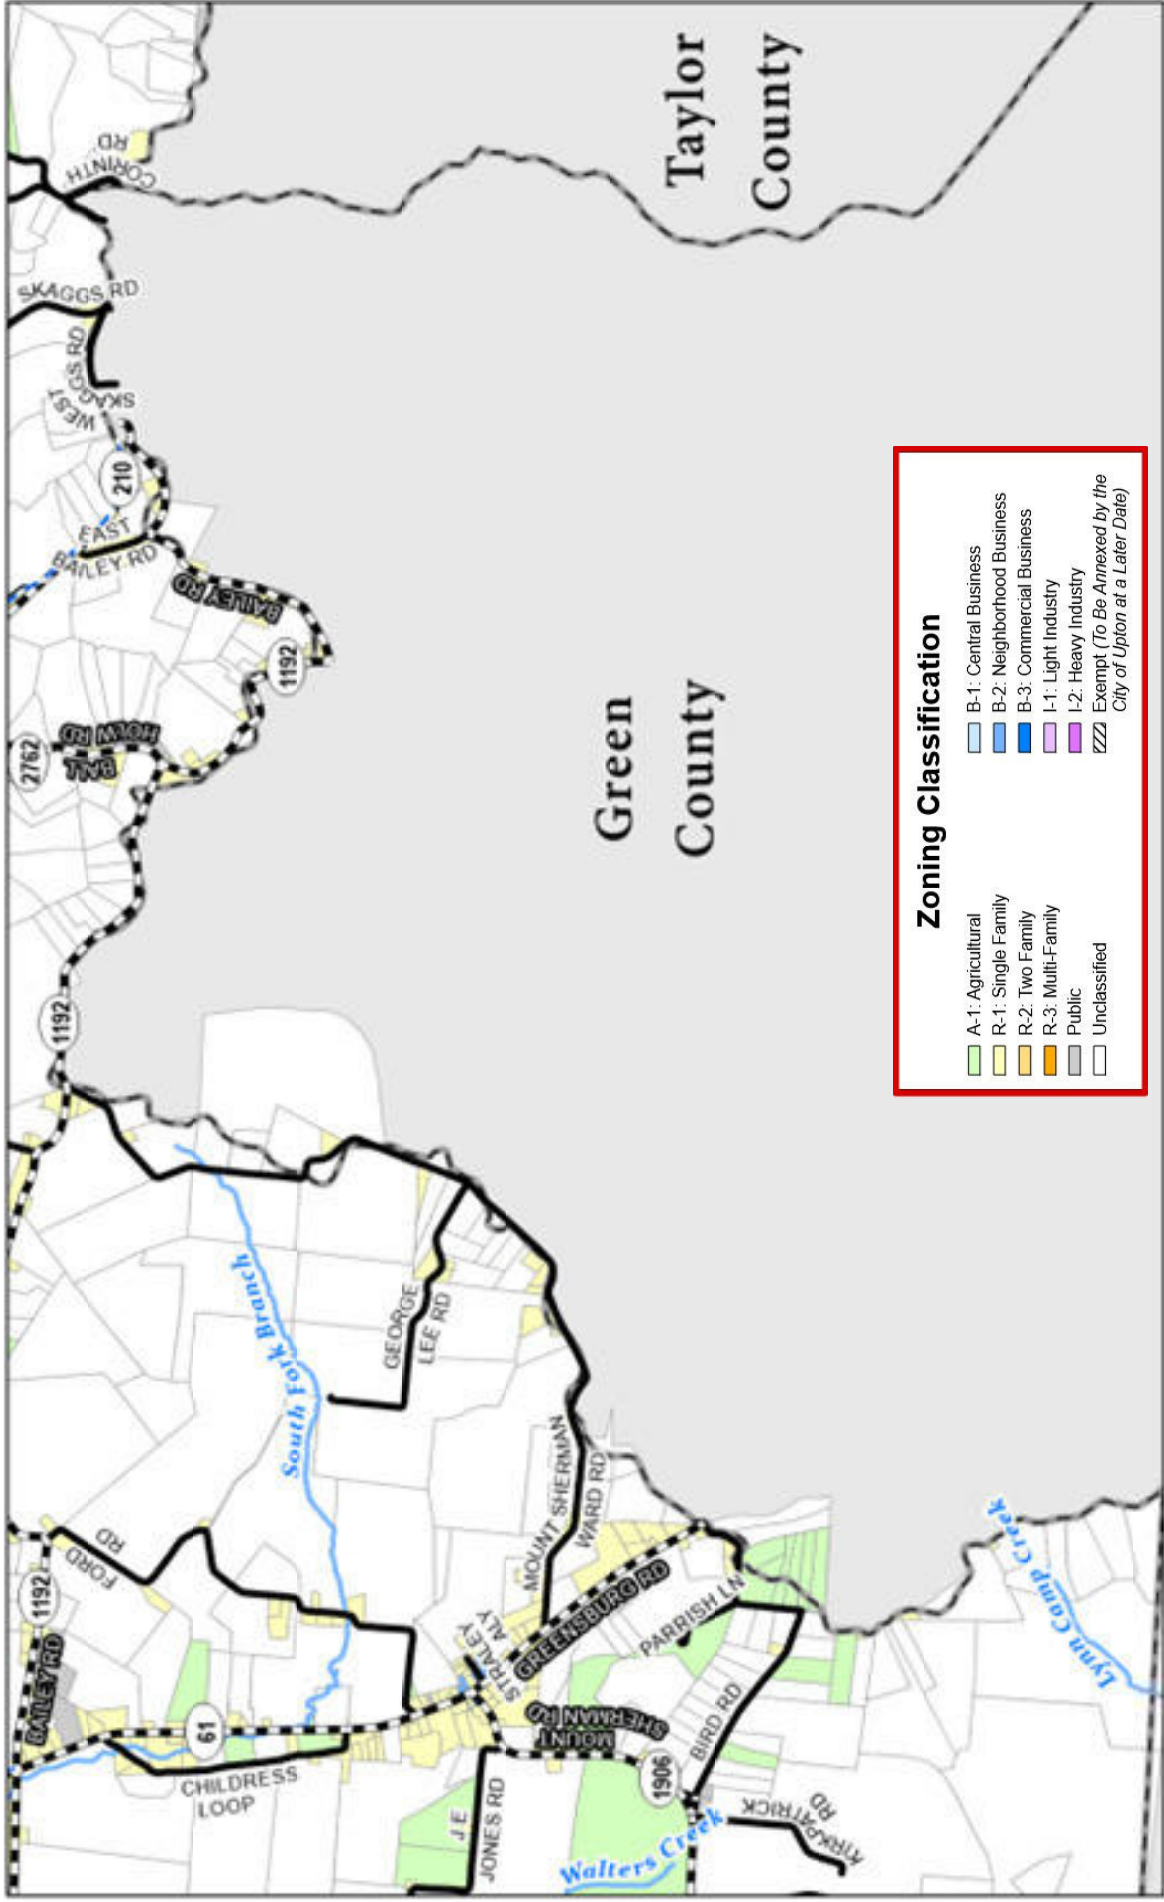 CORINTH
RD
Taylor
County
SKAGGS RD
WEST
SKAGGS RD
210
EAST
BAILEY RD
BAILEY RD
1192
2762
BALL
HOLW RD
Green
County
1192
South Fork Branch
GEORGE
LEE RD
MOUNT SHERMAN
WARD RD
1192
FORD RD
BAILEY RD
61
CHILDRESS
LOOP
STRALEY
ALY
GREENSBURG RD
PARRISH LN
MOUNT
SHERMAN RD
BIRD RD
1906
J E
JONES RD
Walters Creek
KIRKPATRICK
RD
Lynn Camp Creek
Zoning Classification
A-1: Agricultural
R-1: Single Family
R-2: Two Family
R-3: Multi-Family
Public
Unclassified
B-1: Central Business
B-2: Neighborhood Business
B-3: Commercial Business
I-1: Light Industry
I-2: Heavy Industry
Exempt (To Be Annexed by the
City of Upton at a Later Date)